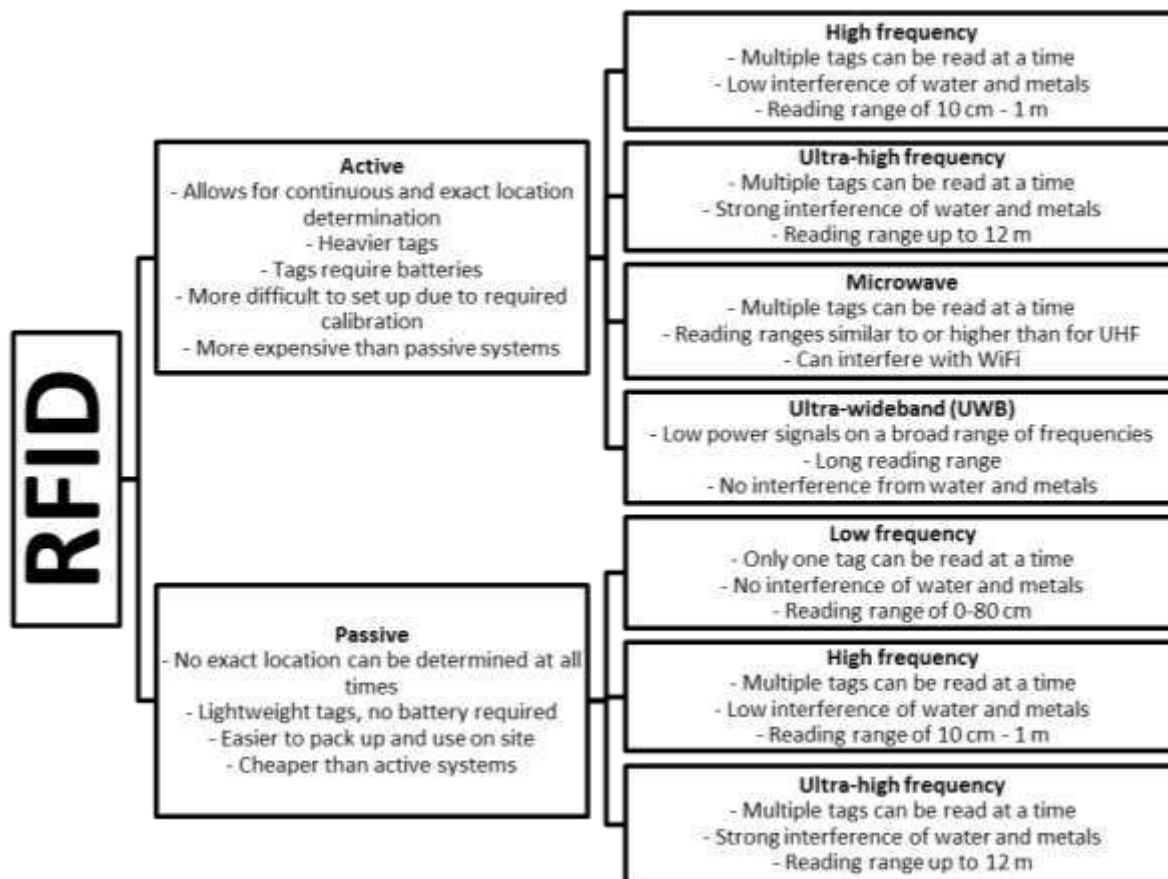 RFID
Active
- Allows for continuous and exact location
determination
- Heavier tags
- Tags require batteries
- More difficult to set up due to required
calibration
- More expensive than passive systems
High frequency
- Multiple tags can be read at a time
- Low interference of water and metals
- Reading range of 10 cm - 1 m
Ultra-high frequency
- Multiple tags can be read at a time
- Strong interference of water and metals
- Reading range up to 12 m
Microwave
- Multiple tags can be read at a time
- Reading ranges similar to or higher than for UHF
- Can interfere with WiFi
Ultra-wideband (UWB)
- Low power signals on a broad range of frequencies
- Long reading range
- No interference from water and metals
Passive
- No exact location can be determined at all
times
- Lightweight tags, no battery required
- Easier to pack up and use on site
- Cheaper than active systems
Low frequency
- Only one tag can be read at a time
- No interference of water and metals
- Reading range of 0-80 cm
High frequency
- Multiple tags can be read at a time
- Low interference of water and metals
- Reading range of 10 cm - 1 m
Ultra-high frequency
- Multiple tags can be read at a time
- Strong interference of water and metals
- Reading range up to 12 m